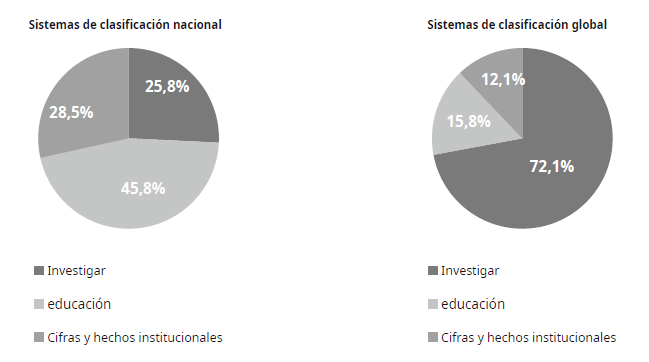 Sistemas de clasificación nacional
25,8%
28,5%
45,8%
Investigar
educación
Cifras y hechos institucionales
Sistemas de clasificación global
12,1%
15,8%
72,1%
Investigar
educación
Cifras y hechos institucionales